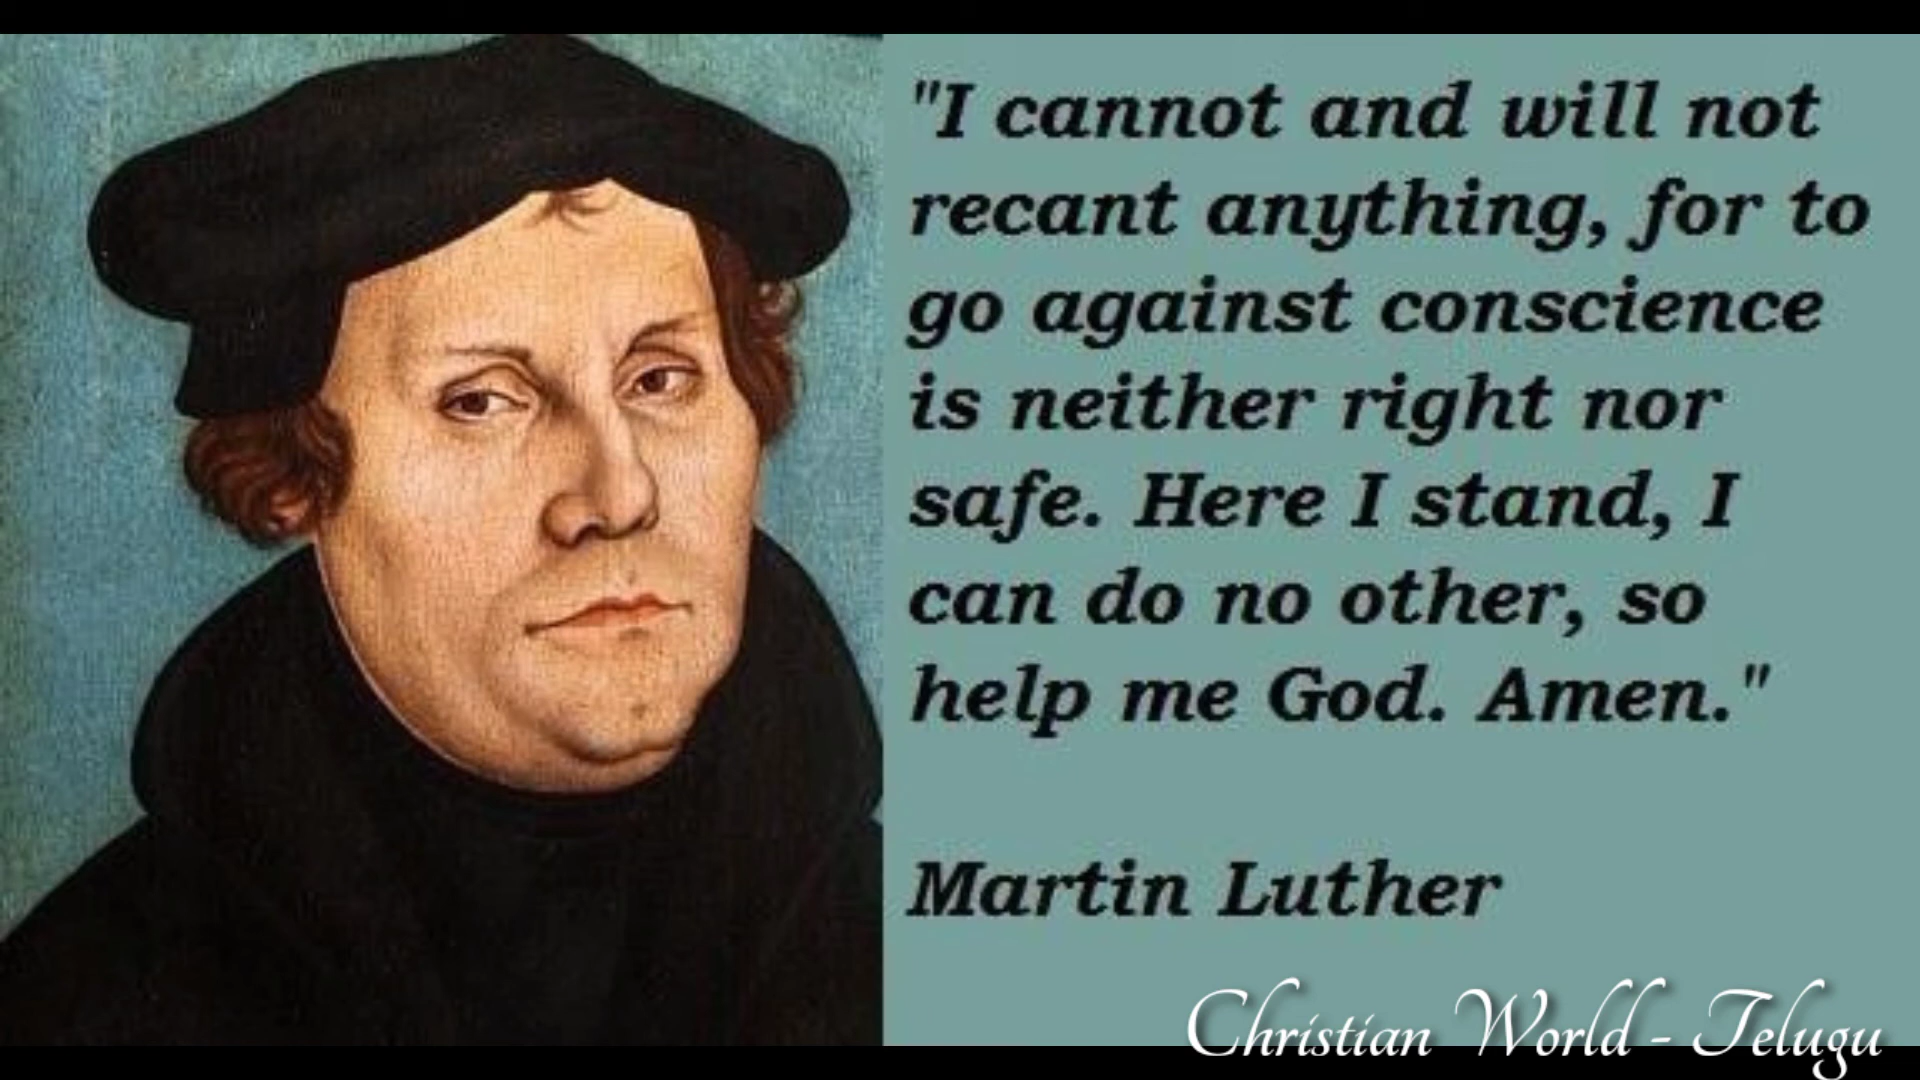 "I cannot and will not
recant anything, for to
go against conscience
is neither right nor
safe. Here I stand, I
can do no other, so
help me God. Amen."
Martin Luther
Christian World - Telugu